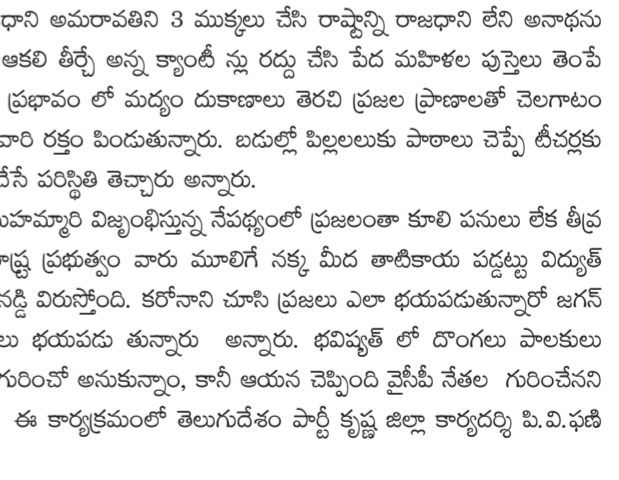 ధాని అమరావతిని 3 ముక్కలు చేసి రాష్ట్రాన్ని రాజధాని లేని అనాథను
ఆకలి తీర్చే అన్న క్యాంటీ న్లు రద్దు చేసి పేద మహిళల పుస్తెలు తెంపే
ప్రభావం లో మద్యం దుకాణాలు తెరచి ప్రజల ప్రాణాలతో చెలగాటం
వారి రక్తం పిండుతున్నారు. బడుల్లో పిల్లలలుకు పాఠాలు చెప్పే టీచర్లకు
చేసే పరిస్థితి తెచ్చారు అన్నారు.
మహమ్మారి విజృంభిస్తున్న నేపథ్యంలో ప్రజలంతా కూలి పనులు లేక తీవ్ర
రాష్ట్ర ప్రభుత్వం వారు మూలిగే నక్క మీద తాటికాయ పడ్డట్టు విద్యుత్
నడ్డి విరుస్తోంది. కరోనాని చూసి ప్రజలు ఎలా భయపడుతున్నారో జగన్
లు భయపడు తున్నారు అన్నారు. భవిష్యత్ లో దొంగలు పాలకులు
గురించో అనుకున్నాం, కానీ ఆయన చెప్పింది వైసీపీ నేతల గురించేనని
ఈ కార్యక్రమంలో తెలుగుదేశం పార్టీ కృష్ణ జిల్లా కార్యదర్శి పి.వి.ఫణి